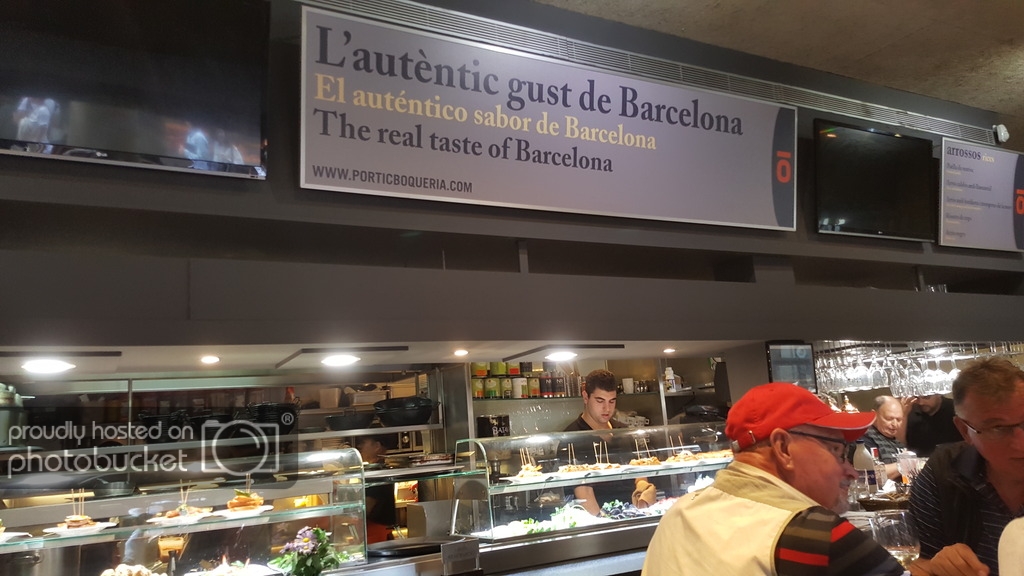 L'autèntic gust de Barcelona
El auténtico sabor de Barcelona
The real taste of Barcelona
WWW.PORTICBOQUERIA.COM
arrossos
proudly hosted on
photobucket